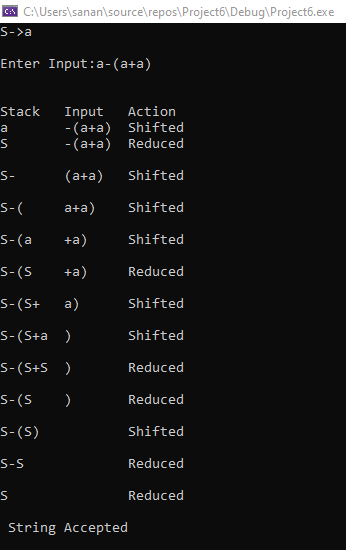 C:\Users\sanan\source\repos\Project6\Debug\Project6.exe
S->a
Enter Input:a-(a+a)
Stack Input Action
a -(a+a) Shifted
S -(a+a) Reduced
S- (a+a) Shifted
S-( a+a) Shifted
S-(a +a) Shifted
S-(S +a) Reduced
S-(S+ a) Shifted
S-(S+a ) Shifted
S-(S+S ) Reduced
S-(S ) Reduced
S-(S) Shifted
S-S Reduced
S Reduced
String Accepted